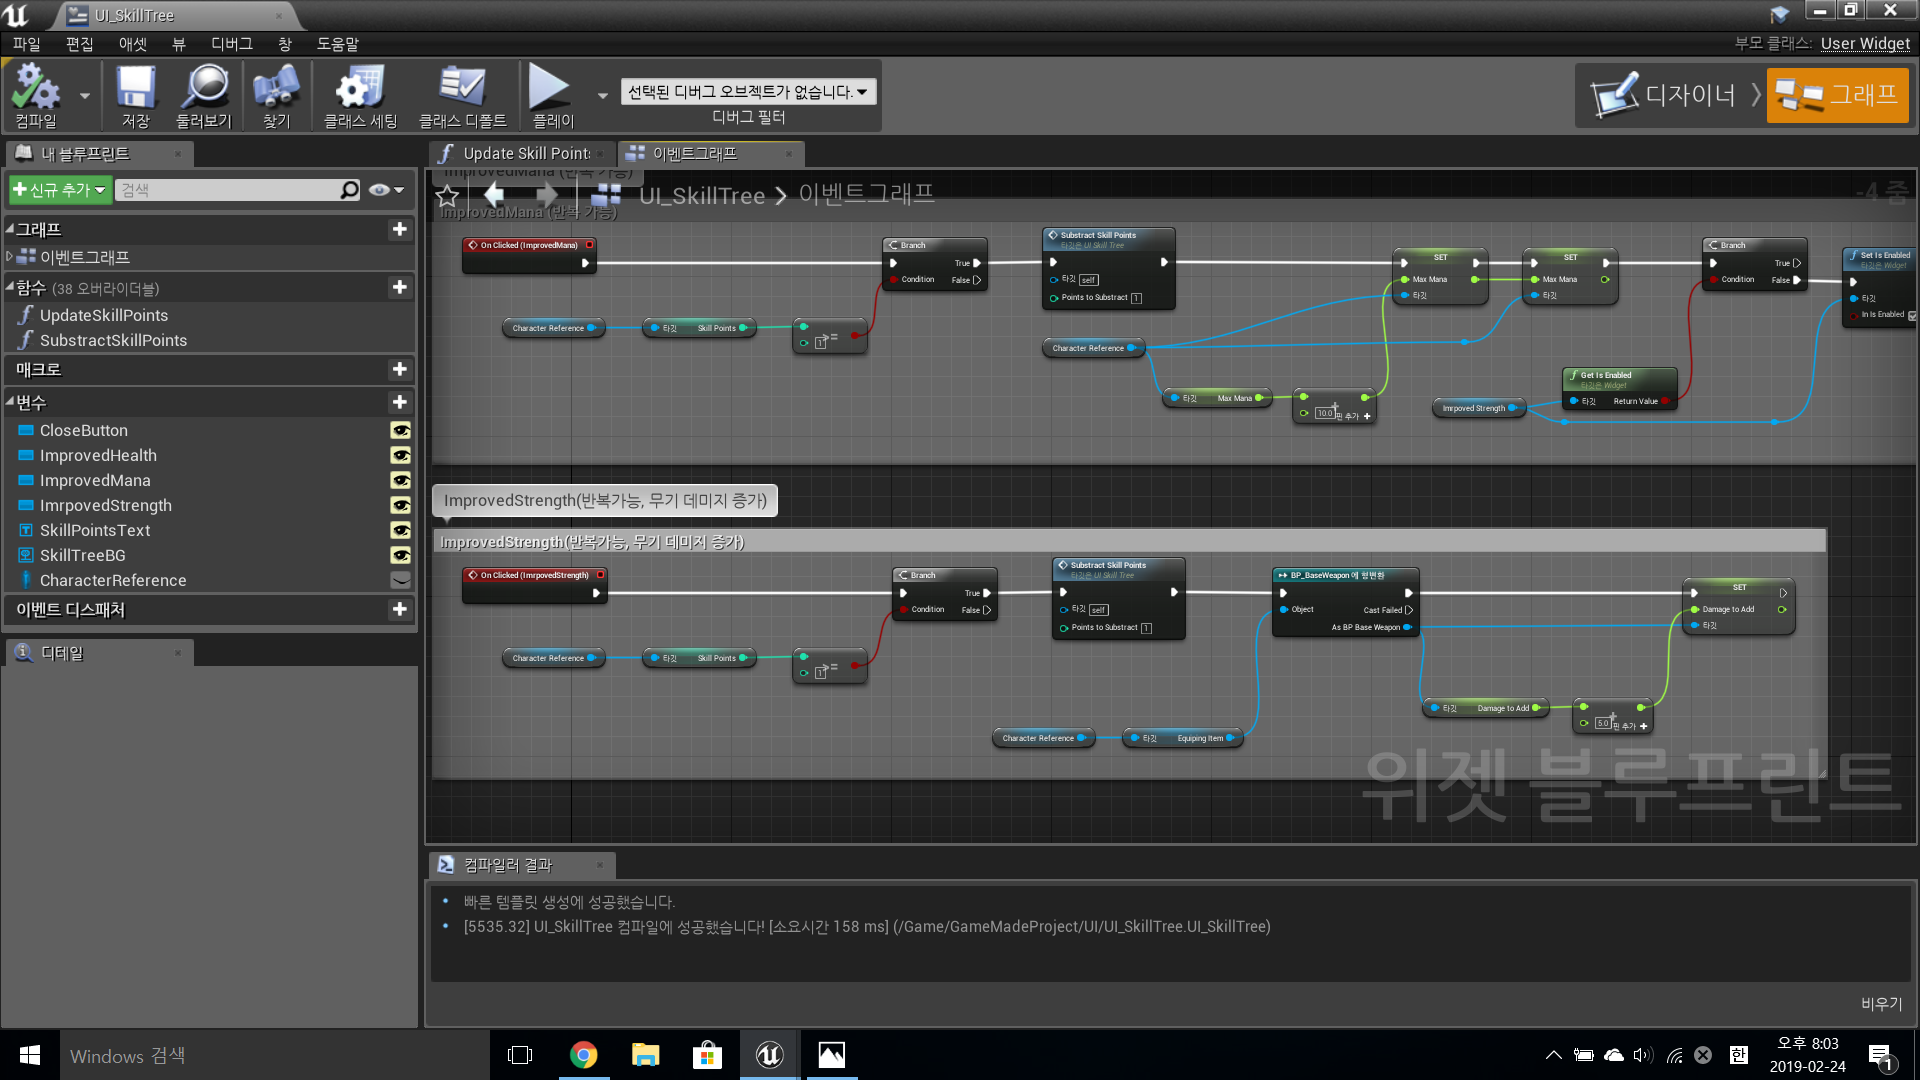 UI_SkillTree
파일 편집 애셋 뷰 디버그 창 도움말
부모 클래스: User Widget
컴파일 저장 둘러보기 찾기 클래스 세팅 클래스 디폴트 플레이
선택된 디버그 오브젝트가 없습니다.
디버그 필터
디자이너 그래프
내 블루프린트
신규 추가 검색
그래프
이벤트그래프
함수 (38 오버라이더블)
UpdateSkillPoints
SubstractSkillPoints
매크로
변수
CloseButton
ImprovedHealth
ImprovedMana
ImrpovedStrength
SkillPointsText
SkillTreeBG
CharacterReference
이벤트 디스패처
디테일
Update Skill Point: 이벤트그래프
ImprovedMana (반복 가능)
UI_SkillTree > 이벤트그래프
-4 줌
ImprovedMana (반복 가능)
On Clicked (ImprovedMana)
Branch
Condition True False
Substract Skill Points
타깃은 UI Skill Tree
타깃 self
Points to Substract 1
SET
Max Mana
타깃
SET
Max Mana
타깃
Branch
Condition True False
Set Is Enabled
타깃은 Widget
타깃
In Is Enabled
Character Reference
타깃 Skill Points
1 >=
Character Reference
타깃 Max Mana
10.0 핀 추가 +
Imrpoved Strength
Get Is Enabled
타깃은 Widget
타깃 Return Value
ImprovedStrength(반복가능, 무기 데미지 증가)
ImprovedStrength(반복가능, 무기 데미지 증가)
On Clicked (ImrpovedStrength)
Branch
Condition True False
Substract Skill Points
타깃은 UI Skill Tree
타깃 self
Points to Substract 1
BP_BaseWeapon 에 형변환
Object Cast Failed
As BP Base Weapon
SET
Damage to Add
타깃
Character Reference
타깃 Skill Points
1 >=
Character Reference
타깃 Equiping Item
타깃 Damage to Add
5.0 핀 추가 +
위젯 블루프린트
컴파일러 결과
빠른 템플릿 생성에 성공했습니다.
[5535.32] UI_SkillTree 컴파일에 성공했습니다! [소요시간 158 ms] (/Game/GameMadeProject/UI/UI_SkillTree.UI_SkillTree)
비우기
Windows 검색
한
오후 8:03
2019-02-24
1